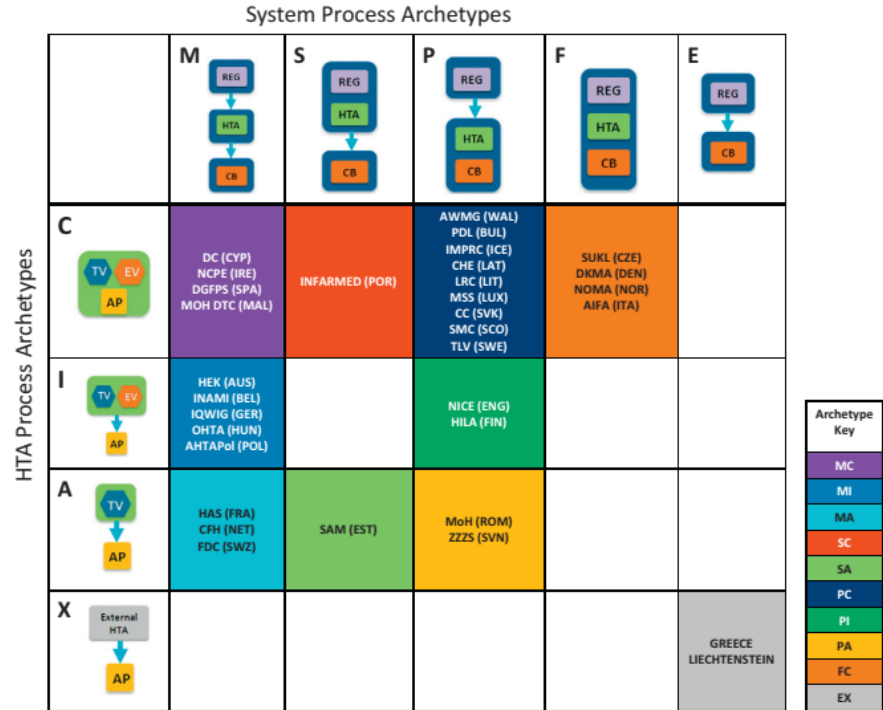 System Process Archetypes
HTA Process Archetypes
M
REG
HTA
CB
S
REG
HTA
CB
P
REG
HTA
CB
F
REG
HTA
CB
E
REG
CB
C
TV EV
AP
DC (CYP)
NCPE (IRE)
DGFPS (SPA)
MOH DTC (MAL)
INFARMED (POR)
AWMG (WAL)
PDL (BUL)
IMPRC (ICE)
CHE (LAT)
LRC (LIT)
MSS (LUX)
CC (SVK)
SMC (SCO)
TLV (SWE)
SUKL (CZE)
DKMA (DEN)
NOMA (NOR)
AIFA (ITA)
I
TV EV
AP
HEK (AUS)
INAMI (BEL)
IQWIG (GER)
OHTA (HUN)
AHTAPol (POL)
NICE (ENG)
HILA (FIN)
A
TV
AP
HAS (FRA)
CFH (NET)
FDC (SWZ)
SAM (EST)
MoH (ROM)
ZZZS (SVN)
X
External
HTA
AP
GREECE
LIECHTENSTEIN
Archetype
Key
MC
MI
MA
SC
SA
PC
PI
PA
FC
EX